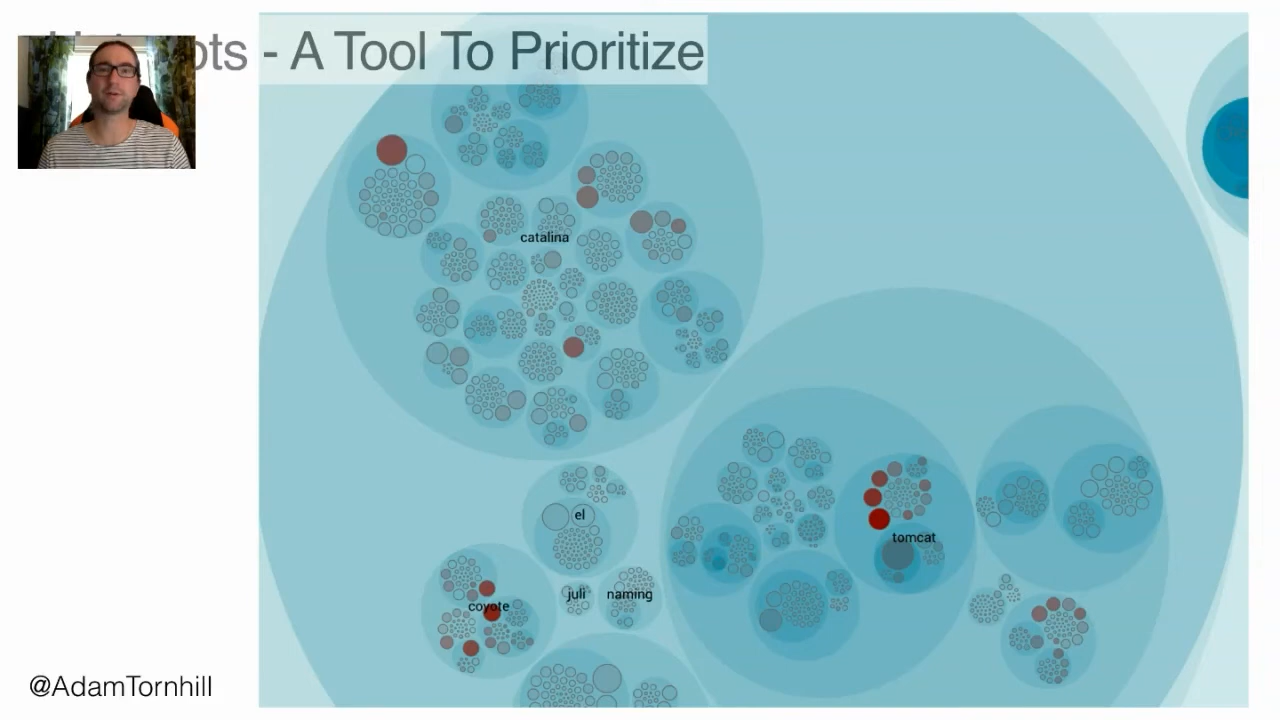 - A Tool To Prioritize
catalina
el
tomcat
juli
naming
coyote
@AdamTornhill